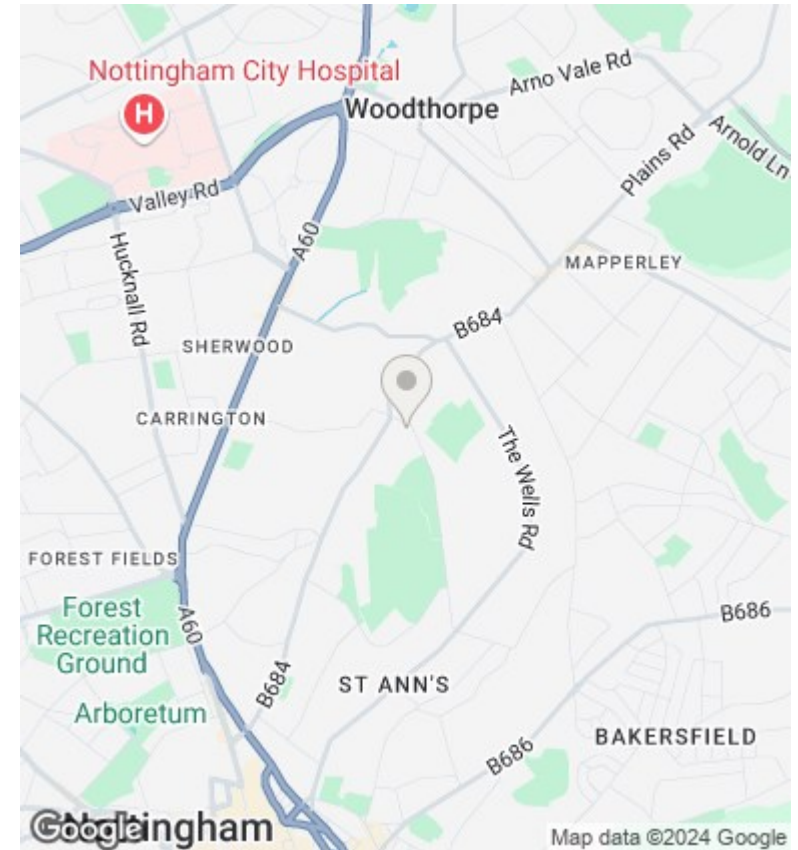 Nottingham City Hospital
H
Woodthorpe
Arno Vale Rd
Plains Rd
Arnold Ln
Valley Rd
Hucknall Rd
A60
MAPPERLEY
B684
SHERWOOD
CARRINGTON
The Wells Rd
FOREST FIELDS
Forest
Recreation
Ground
A60
B686
B684
ST ANN'S
Arboretum
B686
BAKERSFIELD
Google
Nottingham
Map data ©2024 Google